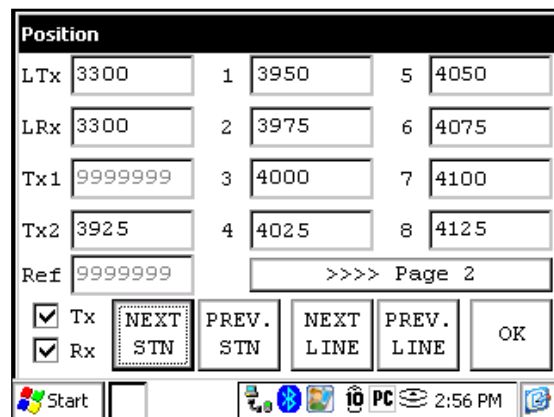 Position
LTx 3300 1 3950 5 4050
LRx 3300 2 3975 6 4075
Tx1 9999999 3 4000 7 4100
Tx2 3925 4 4025 8 4125
Ref 9999999 >>>> Page 2
Tx
Rx
NEXT STN
PREV. STN
NEXT LINE
PREV. LINE
OK
Start PC 2:56 PM